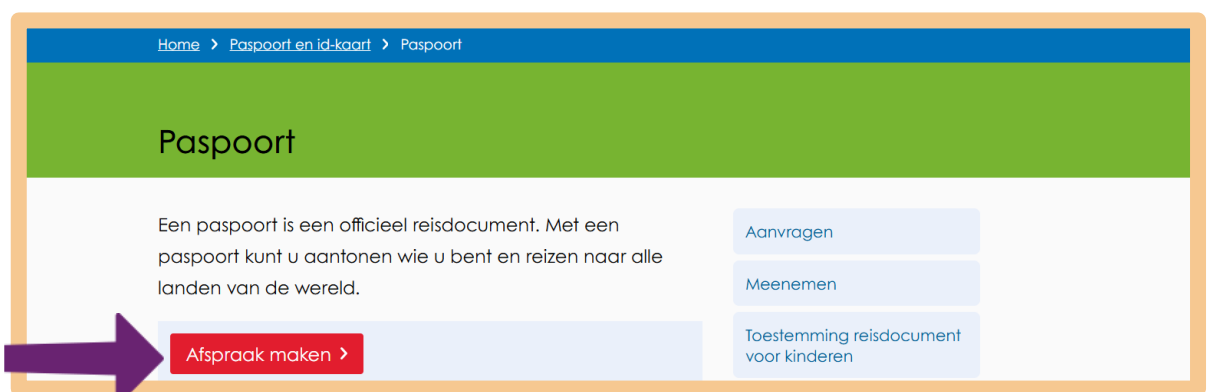 Home > Paspoort en id-kaart > Paspoort
Paspoort
Een paspoort is een officieel reisdocument. Met een
paspoort kunt u aantonen wie u bent en reizen naar alle
landen van de wereld.
Afspraak maken >
Aanvragen
Meenemen
Toestemming reisdocument
voor kinderen